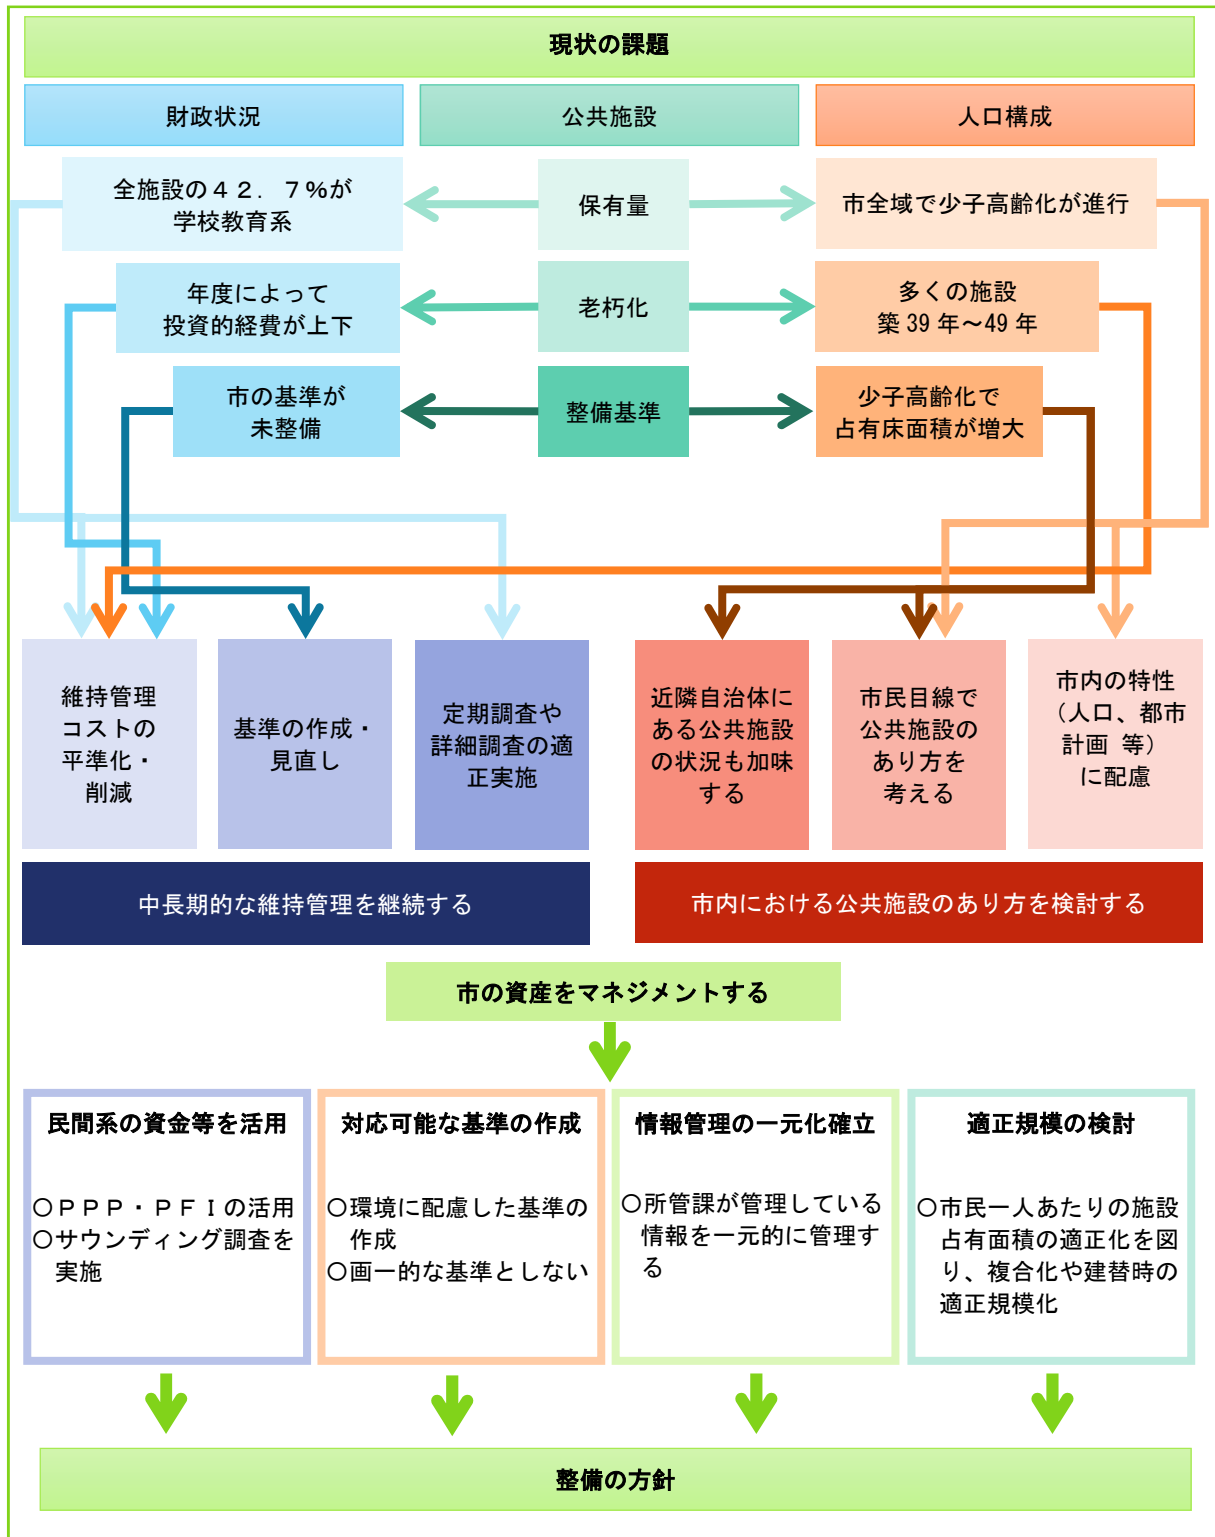 現状の課題
財政状況
公共施設
人口構成
全施設の４２．７％が
学校教育系
保有量
市全域で少子高齢化が進行
年度によって
投資的経費が上下
老朽化
多くの施設
築 39 年～49 年
市の基準が
未整備
整備基準
少子高齢化で
占有床面積が増大
維持管理
コストの
平準化・
削減
基準の作成・
見直し
定期調査や
詳細調査の適
正実施
近隣自治体に
ある公共施設
の状況も加味
する
市民目線で
公共施設の
あり方を
考える
市内の特性
（人口、都市
計画 等）
に配慮
中長期的な維持管理を継続する
市内における公共施設のあり方を検討する
市の資産をマネジメントする
民間系の資金等を活用
○ＰＰＰ・ＰＦＩの活用
○サウンディング調査を
実施
対応可能な基準の作成
○環境に配慮した基準の
作成
○画一的な基準としない
情報管理の一元化確立
○所管課が管理している
情報を一元的に管理す
る
適正規模の検討
○市民一人あたりの施設
占有面積の適正化を図
り、複合化や建替時の
適正規模化
整備の方針